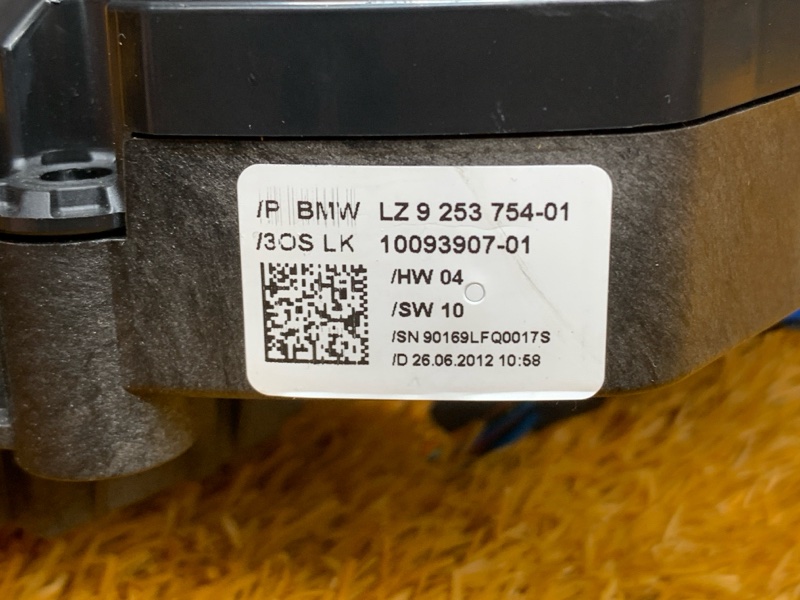 /P BMW LZ 9 253 754-01
/3OS LK 10093907-01
/HW 04
/SW 10
/SN 90169LFQ0017S
/D 26.06.2012 10:58